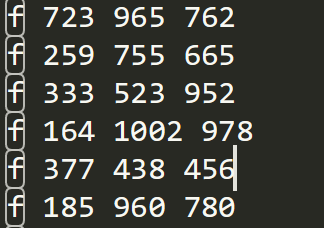 f 723 965 762
f 259 755 665
f 333 523 952
f 164 1002 978
f 377 438 456
f 185 960 780